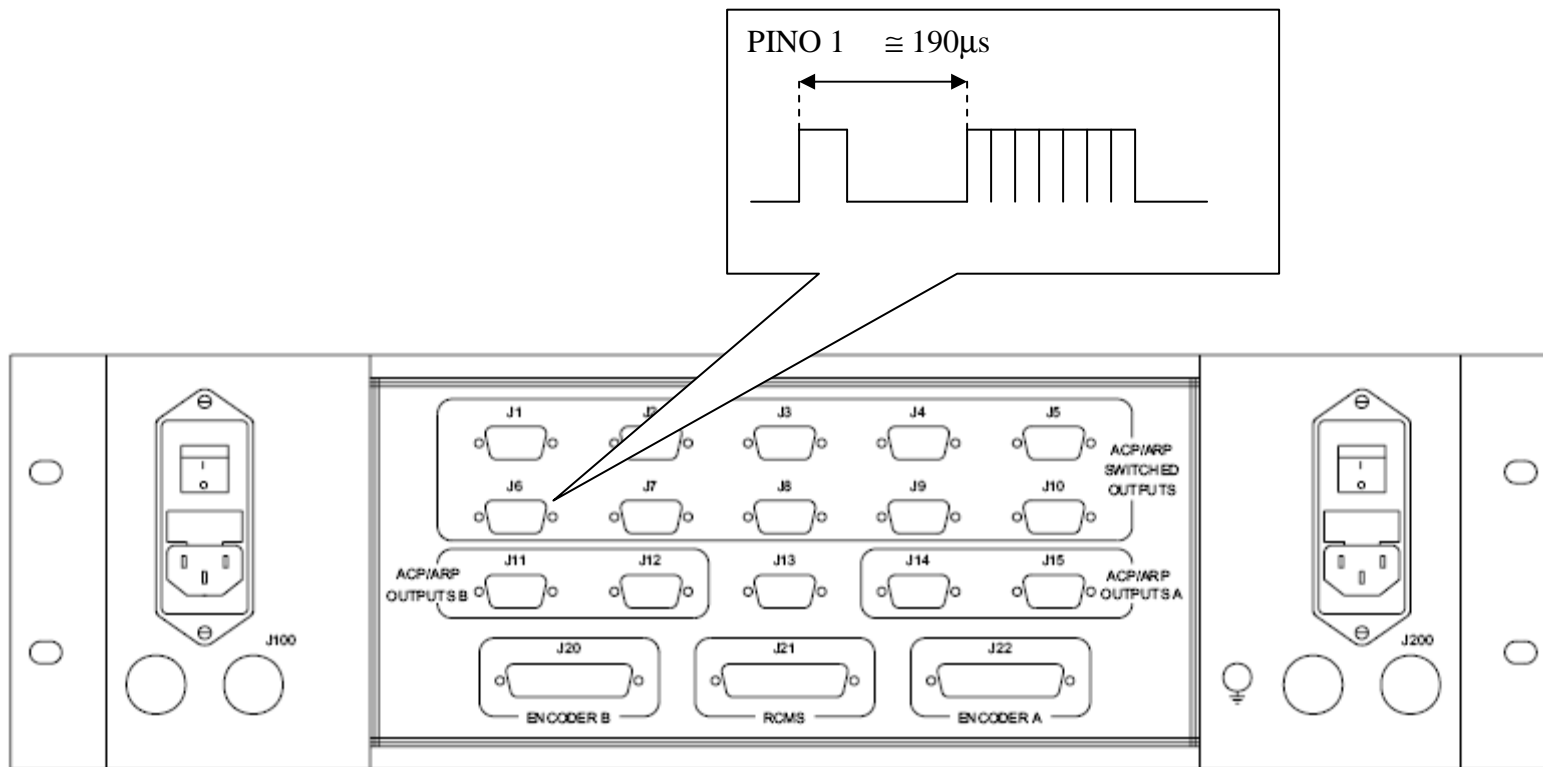 PINO 1 ≅ 190μs
J1 J2 J3 J4 J5
ACP/ARP
SWITCHED
OUTPUTS
J6 J7 J8 J9 J10
J11 J12 J13 J14 J15
ACP/ARP
OUTPUTS B
ACP/ARP
OUTPUTS A
J100
J20 J21 J22
J200
ENCODER B RCMS ENCODER A